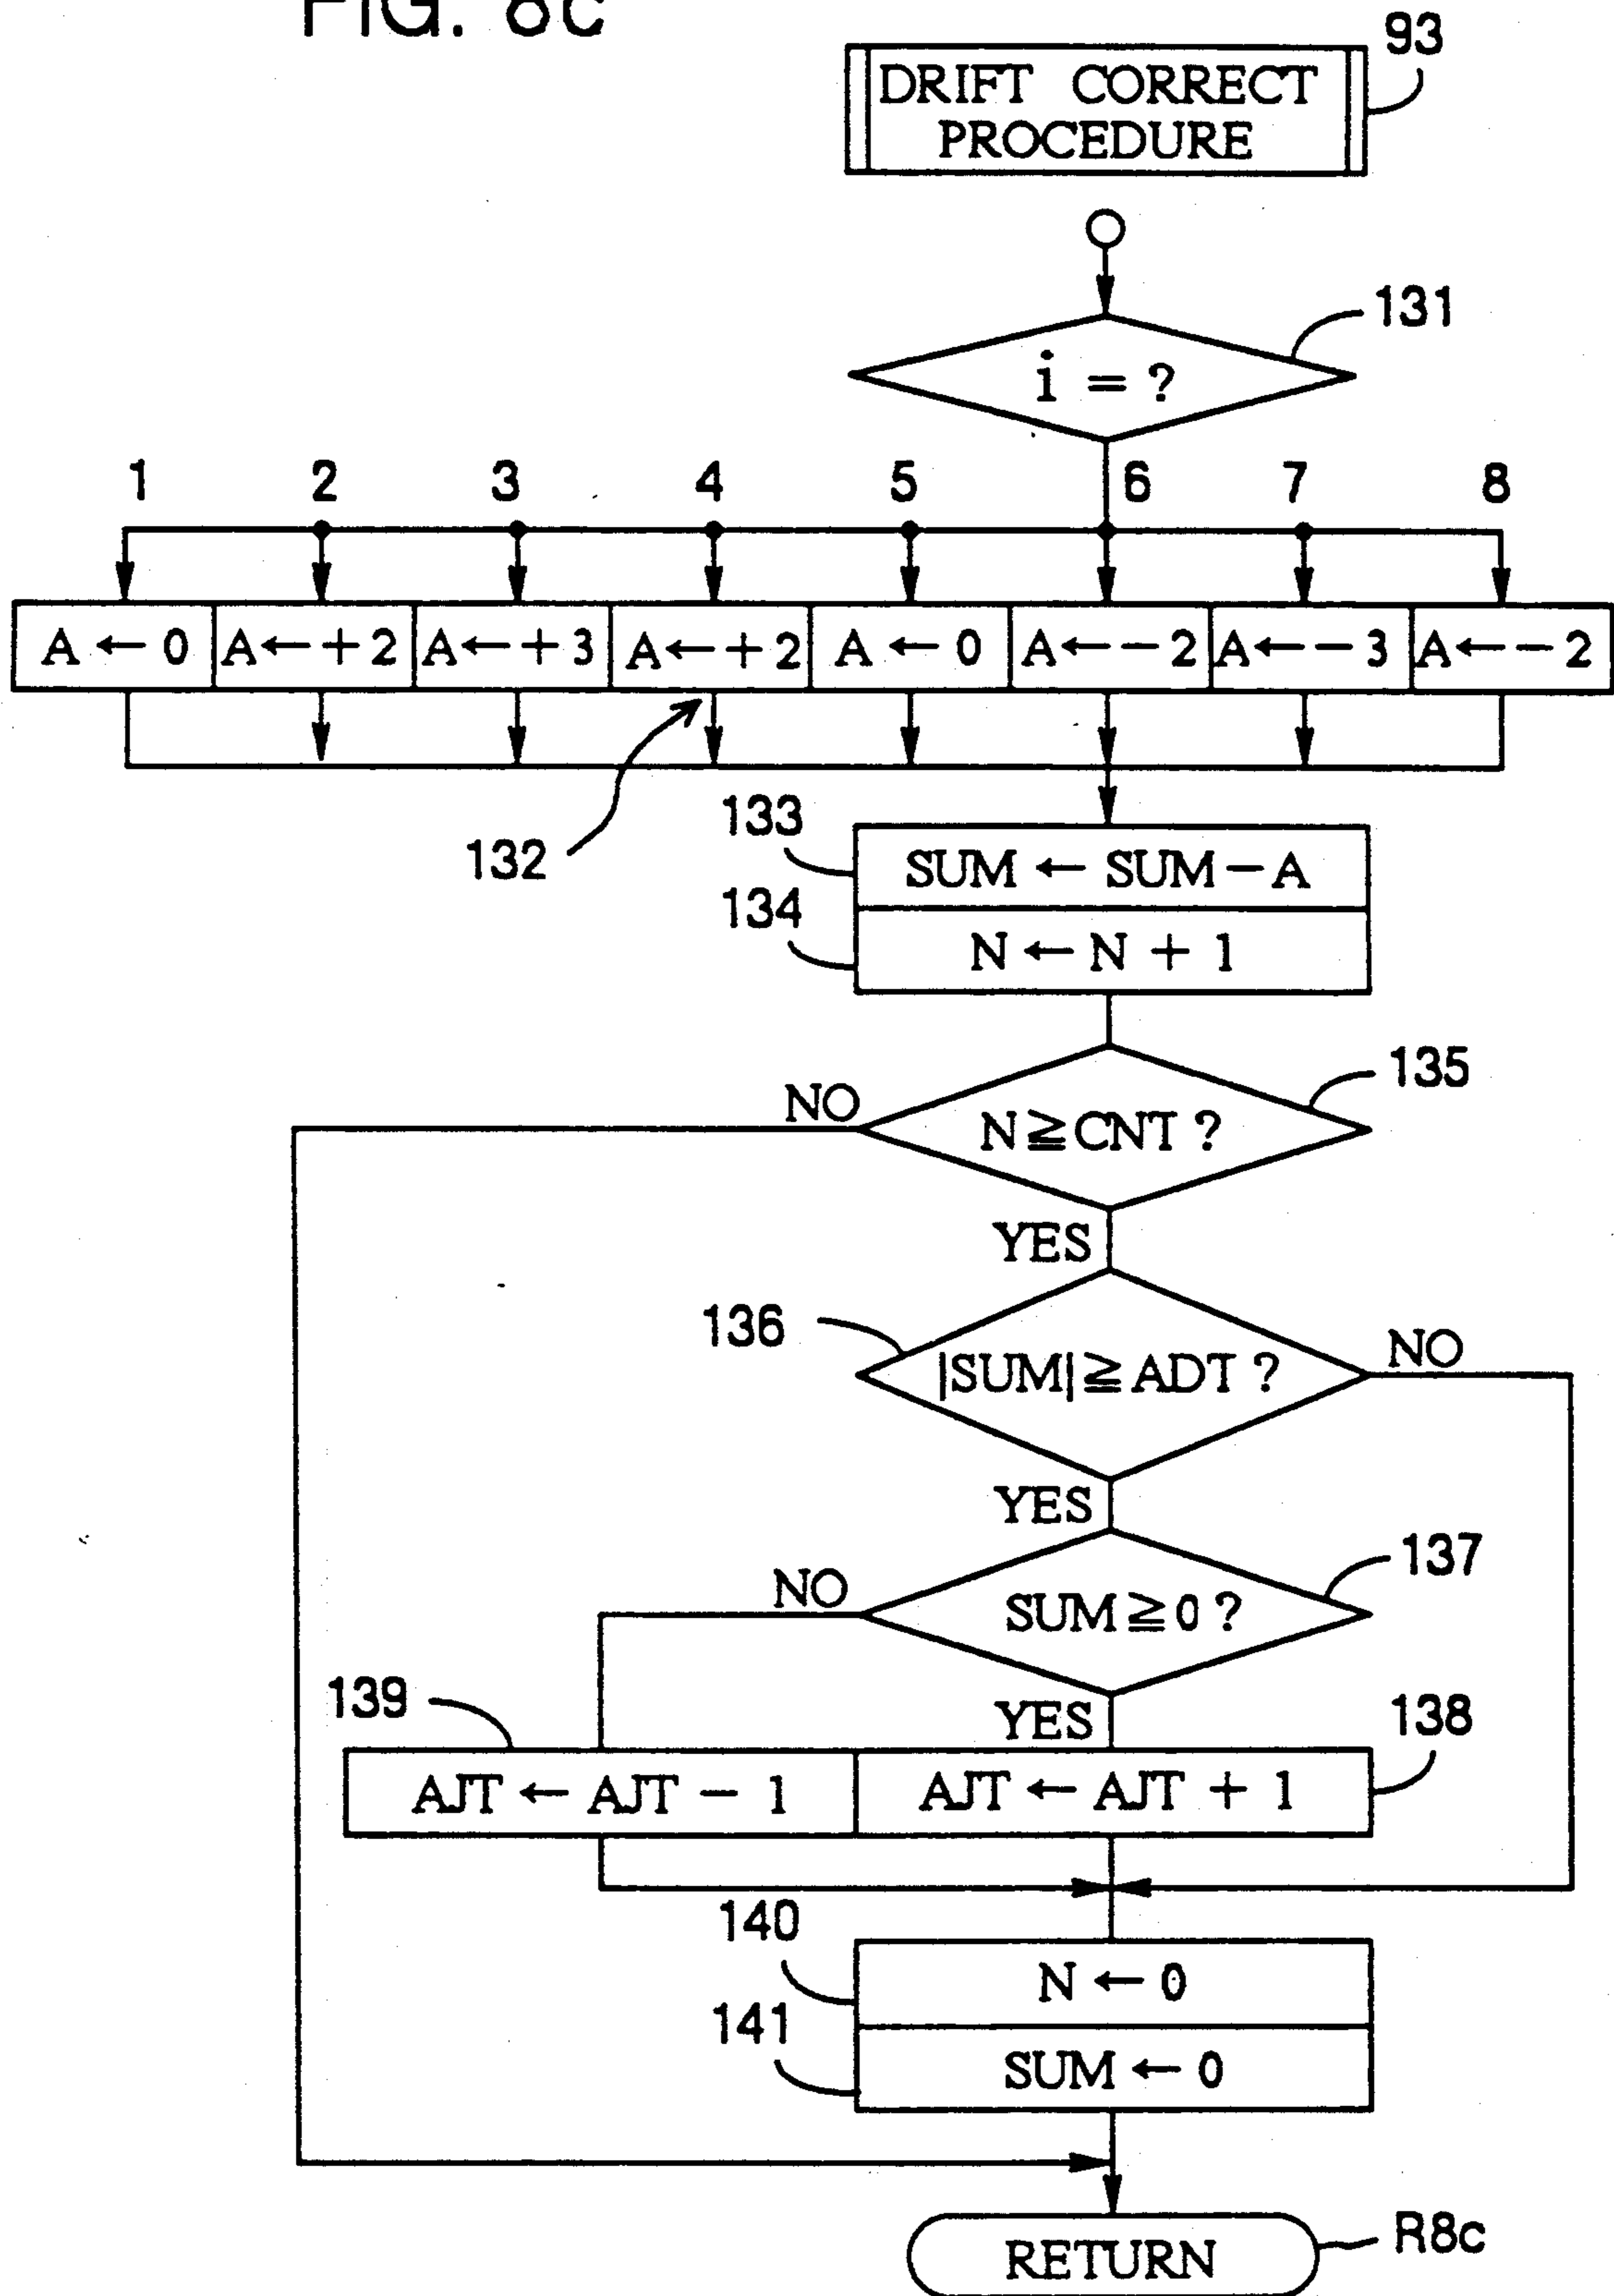 FIG. 8c
93
DRIFT CORRECT
PROCEDURE
131
i = ?
1 2 3 4 5 6 7 8
A ← 0 A ← + 2 A ← + 3 A ← + 2 A ← 0 A ← − 2 A ← − 3 A ← − 2
132
133
SUM ← SUM − A
134
N ← N + 1
135
NO
N ≧ CNT ?
YES
136
NO
|SUM| ≧ ADT ?
YES
137
NO
SUM ≧ 0 ?
139
YES
138
AJT ← AJT − 1 AJT ← AJT + 1
140
N ← 0
141
SUM ← 0
RETURN
R8c